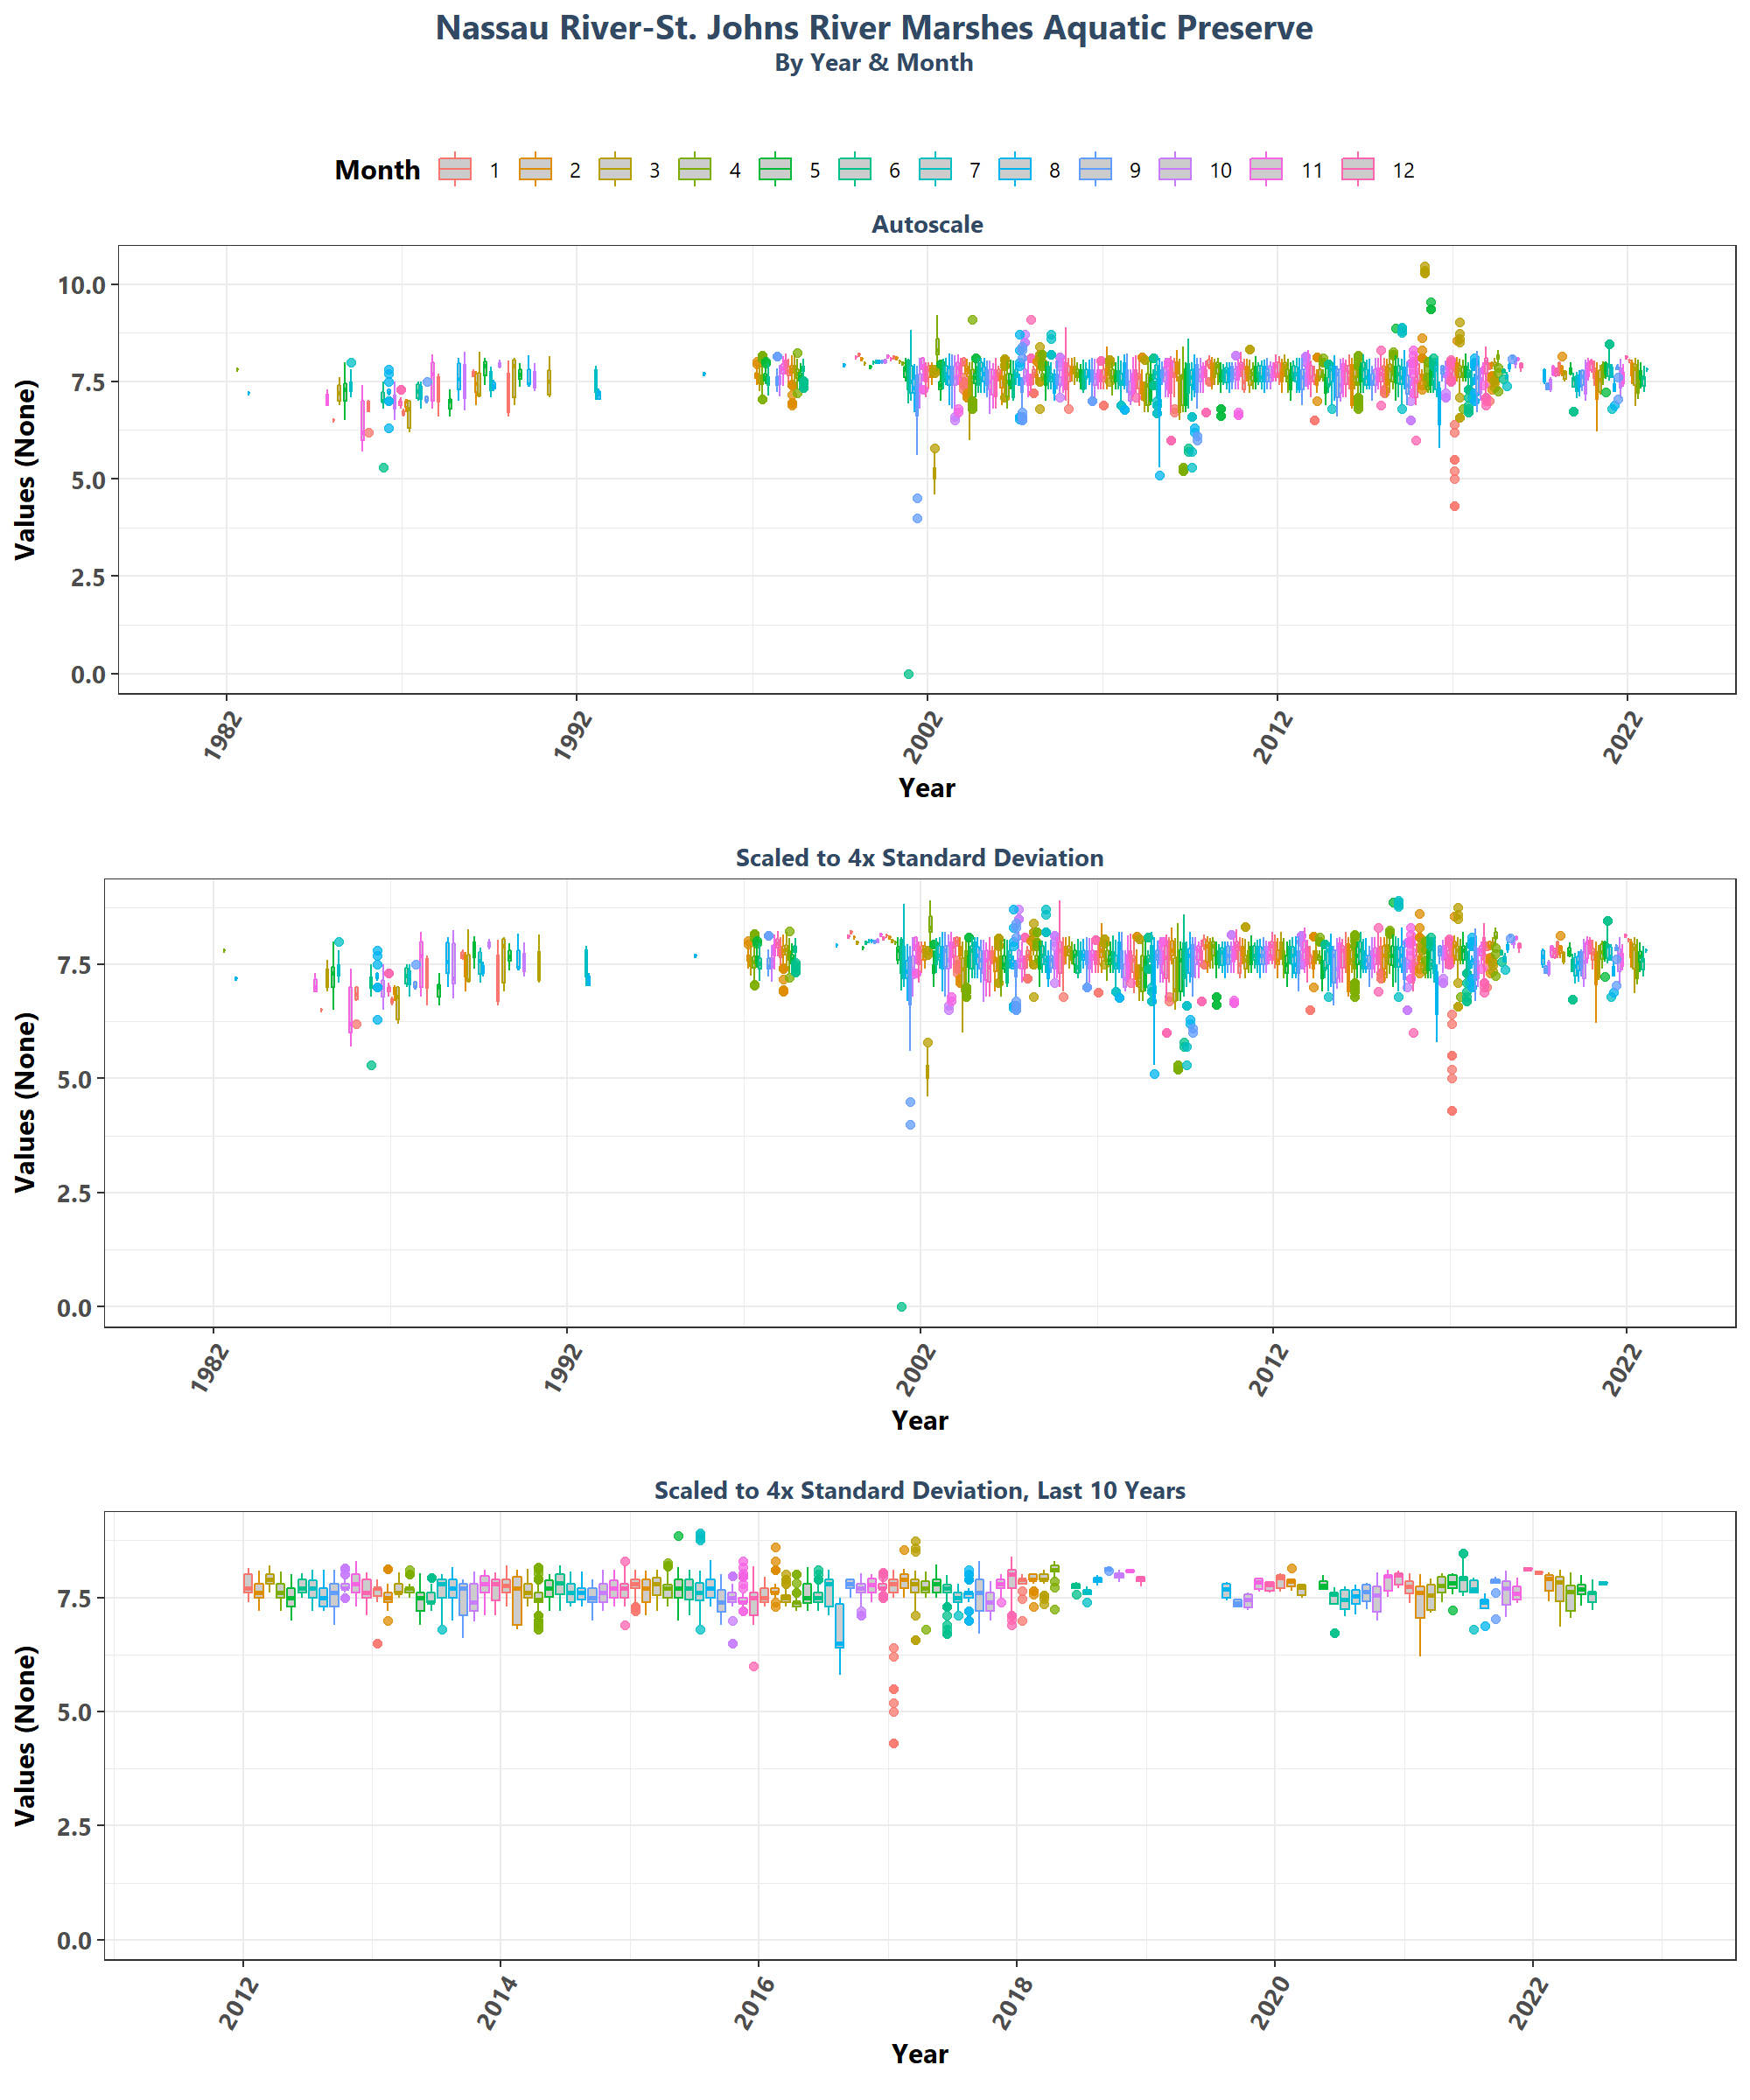 Nassau River-St. Johns River Marshes Aquatic Preserve
By Year & Month
Month 1 2 3 4 5 6 7 8 9 10 11 12
Autoscale
Values (None)
10.0
7.5
5.0
2.5
0.0
1982 1992 2002 2012 2022
Year
Scaled to 4x Standard Deviation
Values (None)
7.5
5.0
2.5
0.0
1982 1992 2002 2012 2022
Year
Scaled to 4x Standard Deviation, Last 10 Years
Values (None)
7.5
5.0
2.5
0.0
2012 2014 2016 2018 2020 2022
Year